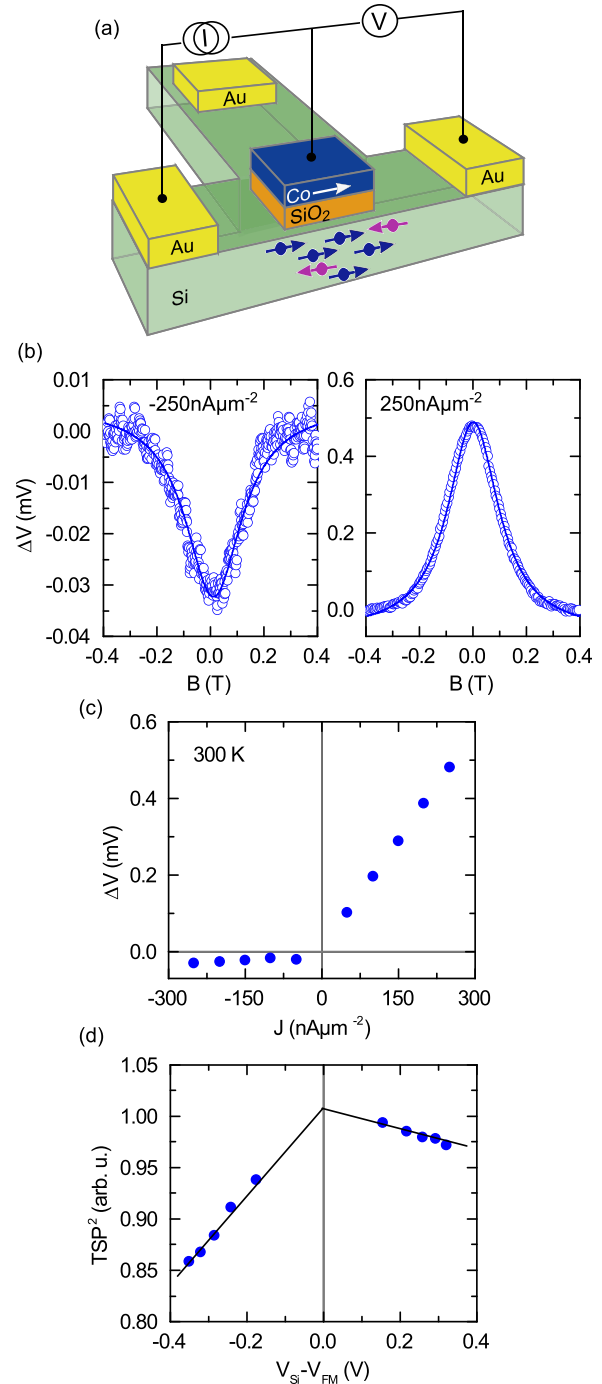 (a)
I
V
Au
Au
Co
SiO₂
Au
Si
(b)
-250nAµm⁻²
0.01
0.00
-0.01
-0.02
-0.03
-0.04
ΔV (mV)
-0.4 -0.2 0.0 0.2 0.4
B (T)
250nAµm⁻²
0.4
0.2
0.0
-0.4 -0.2 0.0 0.2 0.4
B (T)
(c)
300 K
0.6
0.4
0.2
0.0
ΔV (mV)
-300 -150 0 150 300
J (nAµm⁻²)
(d)
1.05
1.00
0.95
0.90
0.85
0.80
TSP² (arb. u.)
-0.4 -0.2 0.0 0.2 0.4
V_Si-V_FM (V)